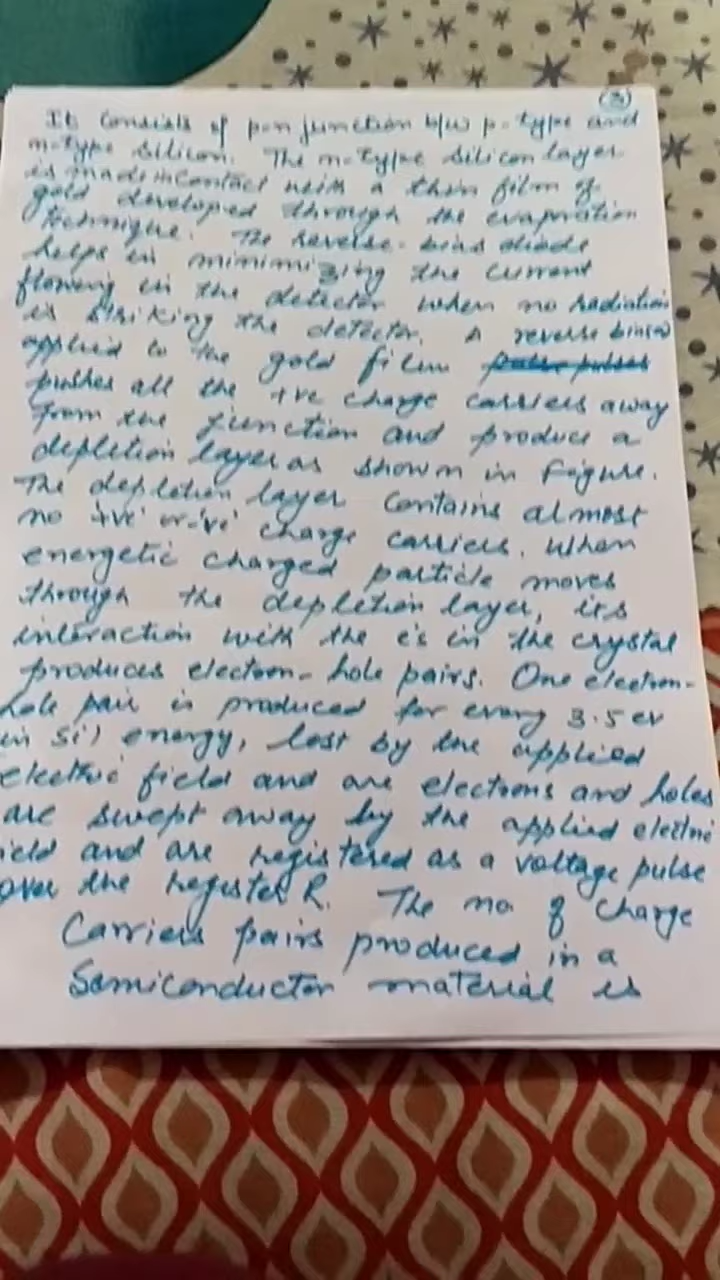 (3)
It consists of p-n junction b/w p-type and
n-type silicon. The n-type silicon layer
is made in contact with a thin film of
gold developed through the evapration
technique. The reverse-bias diode
helps in minimizing the current
flowing in the detector when no radiation
is striking the detector. A reverse biased
applied to the gold film
pushes all the +ve charge carriers away
from the junction and produce a
depletion layer as shown in figure.
The depletion layer contains almost
no '+ve' or '-ve' charge carriers. When
energetic charged particle moves
through the depletion layer, its
interaction with the e's in the crystal
produces electron-hole pairs. One electron-
hole pair is produced for every 3.5 ev
(in Si) energy, lost by the applied
electric field and are electrons and holes
are swept away by the applied electric
field and are registered as a voltage pulse
over the register R. The no. of charge
Carriers pairs produced in a
Semiconductor material is